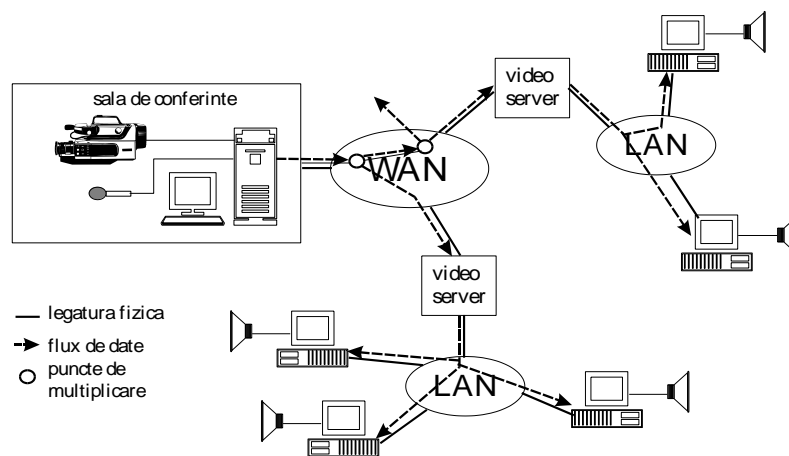 sala de conferinte
video
server
WAN
LAN
video
server
legatura fizica
flux de date
puncte de
multiplicare
LAN